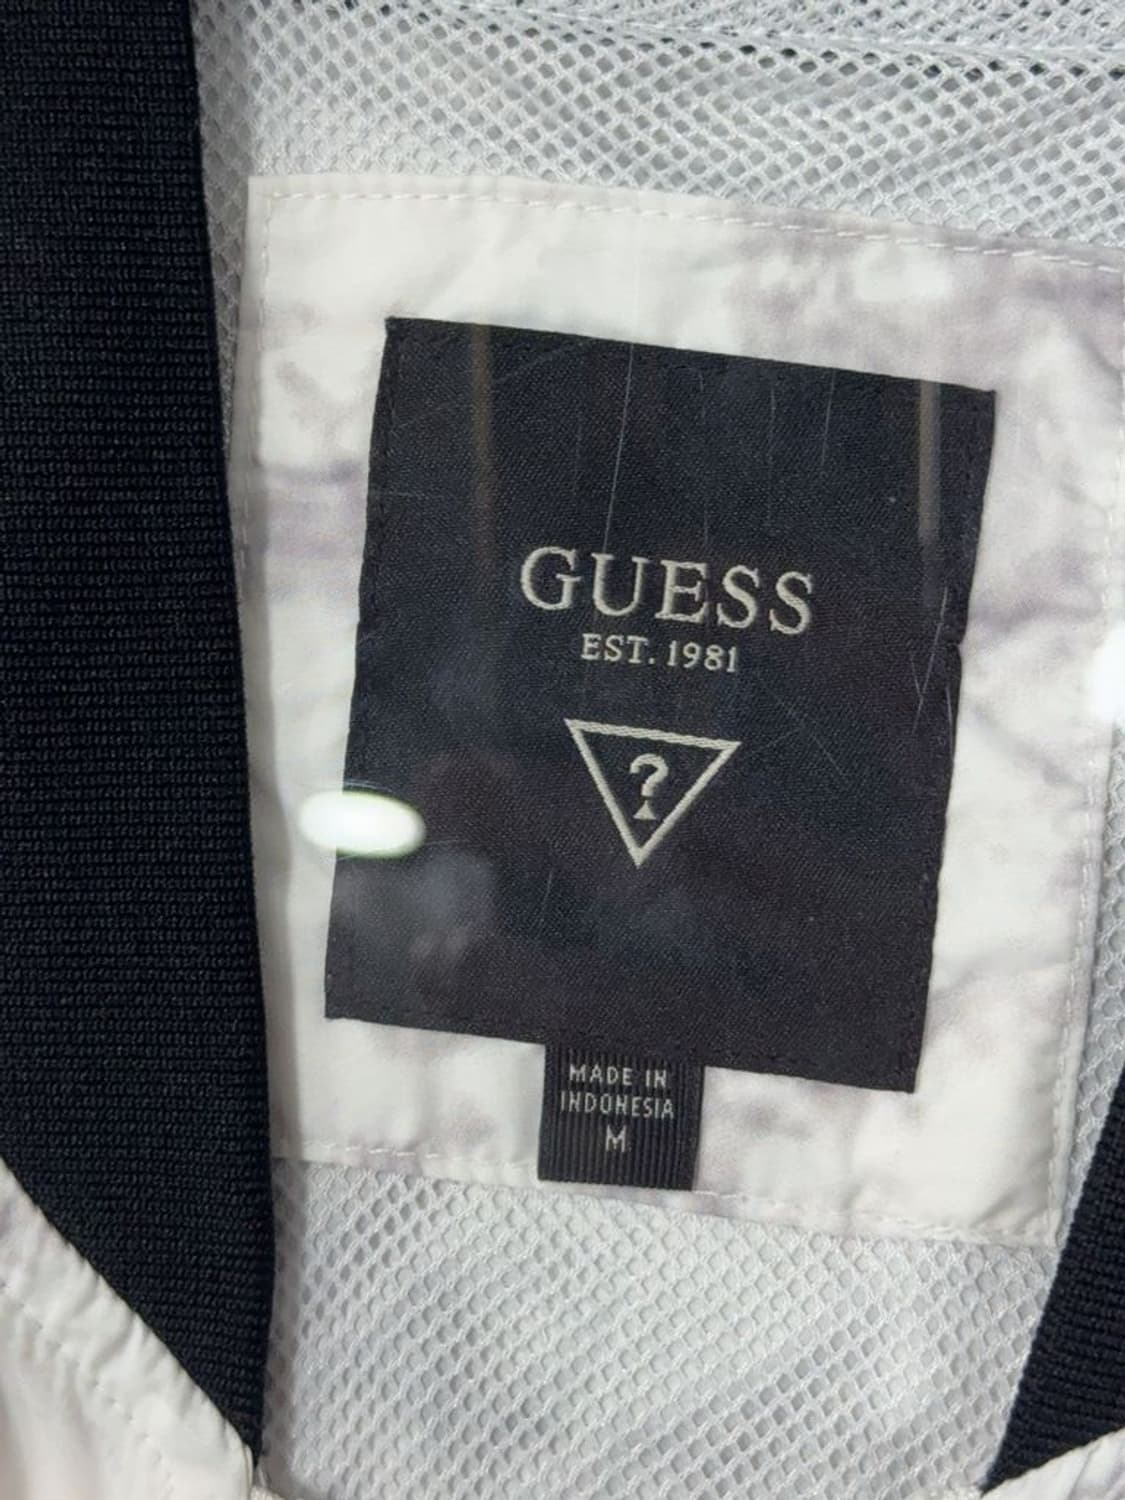 GUESS
EST. 1981
?
MADE IN
INDONESIA
M